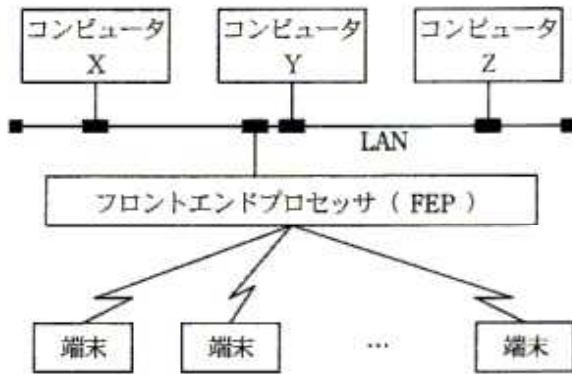 コンピュータ
X
コンピュータ
Y
コンピュータ
Z
LAN
フロントエンドプロセッサ ( FEP )
端末
端末
…
端末